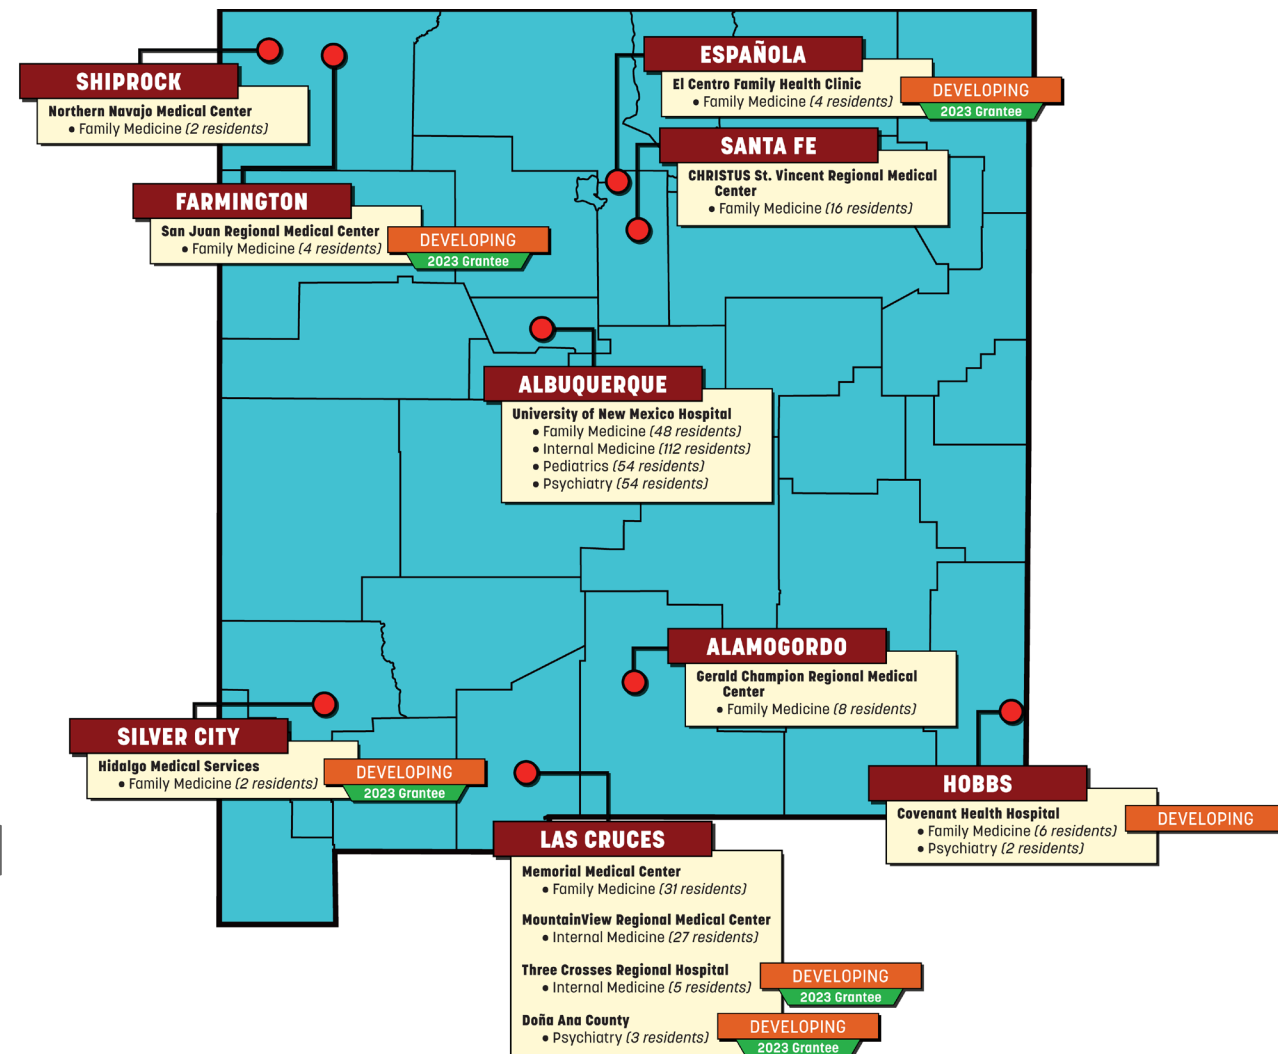 SHIPROCK
Northern Navajo Medical Center
• Family Medicine (2 residents)
FARMINGTON
San Juan Regional Medical Center
• Family Medicine (4 residents)
DEVELOPING
2023 Grantee
ESPAÑOLA
El Centro Family Health Clinic
• Family Medicine (4 residents)
DEVELOPING
2023 Grantee
SANTA FE
CHRISTUS St. Vincent Regional Medical
Center
• Family Medicine (16 residents)
ALBUQUERQUE
University of New Mexico Hospital
• Family Medicine (48 residents)
• Internal Medicine (112 residents)
• Pediatrics (54 residents)
• Psychiatry (54 residents)
ALAMOGORDO
Gerald Champion Regional Medical
Center
• Family Medicine (8 residents)
SILVER CITY
Hidalgo Medical Services
• Family Medicine (2 residents)
DEVELOPING
2023 Grantee
HOBBS
Covenant Health Hospital
• Family Medicine (6 residents)
• Psychiatry (2 residents)
DEVELOPING
LAS CRUCES
Memorial Medical Center
• Family Medicine (31 residents)
MountainView Regional Medical Center
• Internal Medicine (27 residents)
Three Crosses Regional Hospital
• Internal Medicine (5 residents)
DEVELOPING
2023 Grantee
Doña Ana County
• Psychiatry (3 residents)
DEVELOPING
2023 Grantee